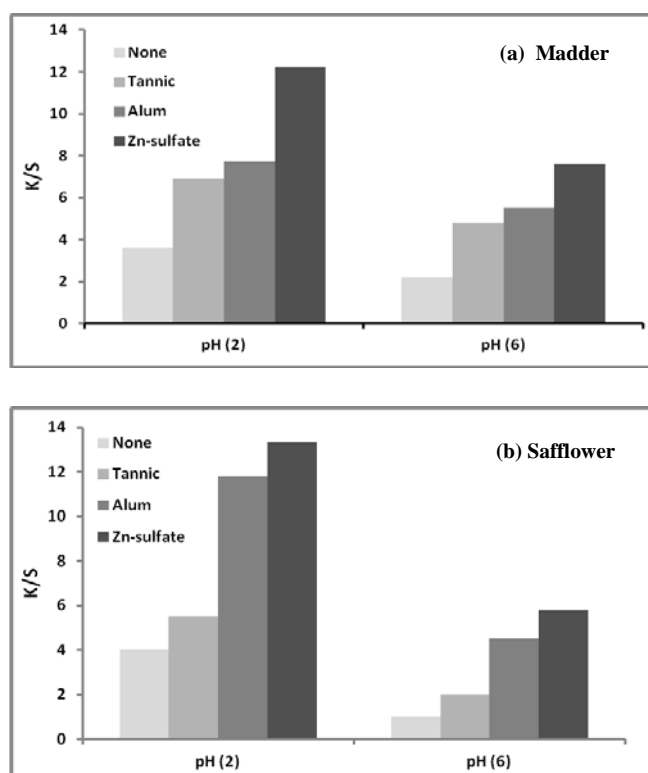 14
12
10
8
6
4
2
0
K/S
None
Tannic
Alum
Zn-sulfate
(a) Madder
pH (2)
pH (6)
14
12
10
8
6
4
2
0
K/S
None
Tannic
Alum
Zn-sulfate
(b) Safflower
pH (2)
pH (6)